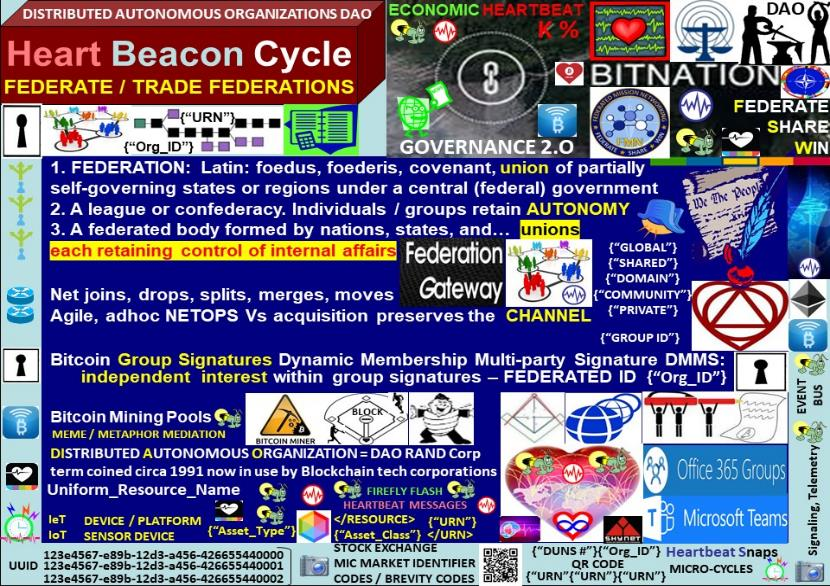 DISTRIBUTED AUTONOMOUS ORGANIZATIONS DAO
Heart Beacon Cycle
FEDERATE / TRADE FEDERATIONS
{“URN”}
{“Org_ID”}
ECONOMIC HEARTBEAT
K %
GOVERNANCE 2.O
DAO
BITNATION
FMN
FEDERATE
SHARE
WIN
1. FEDERATION: Latin: foedus, foederis, covenant, union of partially
self-governing states or regions under a central (federal) government
2. A league or confederacy. Individuals / groups retain AUTONOMY
3. A federated body formed by nations, states, and… unions
each retaining control of internal affairs
Federation
Gateway
We The People
{“GLOBAL”}
{“SHARED”}
{“DOMAIN”}
{“COMMUNITY”}
{“PRIVATE”}
{“GROUP ID”}
Net joins, drops, splits, merges, moves
Agile, adhoc NETOPS Vs acquisition preserves the CHANNEL
Bitcoin Group Signatures Dynamic Membership Multi-party Signature DMMS:
independent interest within group signatures – FEDERATED ID {“Org_ID”}
Bitcoin Mining Pools
MEME / METAPHOR MEDIATION
BITCOIN MINER
BLOCK
DISTRIBUTED AUTONOMOUS ORGANIZATION = DAO RAND Corp
term coined circa 1991 now in use by Blockchain tech corporations
Uniform_Resource_Name
FIREFLY FLASH
HEARTBEAT MESSAGES
IeT DEVICE / PLATFORM
IoT SENSOR DEVICE
{“Asset_Type”}
</RESOURCE> {“URN”}
{“Asset_Class”} </URN>
SKYNET
Office 365 Groups
Microsoft Teams
EVENT
BUS
Signaling, Telemetry
UUID
123e4567-e89b-12d3-a456-426655440000
123e4567-e89b-12d3-a456-426655440001
123e4567-e89b-12d3-a456-426655440002
STOCK EXCHANGE
MIC MARKET IDENTIFIER
CODES / BREVITY CODES
{“DUNS #”}{“Org_ID”}
QR CODE
{“URN”}{“URN”}{“URN”}
Heartbeat Snaps
MICRO-CYCLES